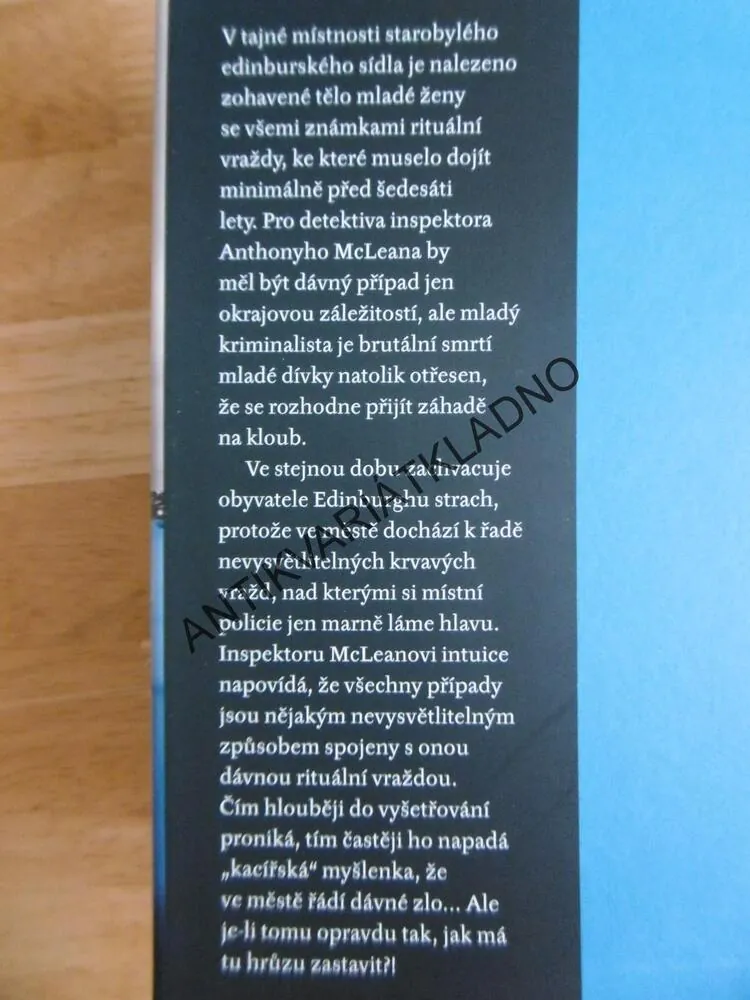 V tajné místnosti starobylého
edinburského sídla je nalezeno
zohavené tělo mladé ženy
se všemi známkami rituální
vraždy, ke které muselo dojít
minimálně před šedesáti
lety. Pro detektiva inspektora
Anthonyho McLeana by
měl být dávný případ jen
okrajovou záležitostí, ale mladý
kriminalista je brutální smrtí
mladé dívky natolik otřesen,
že se rozhodne přijít záhadě
na kloub.
Ve stejnou dobu zachvacuje
obyvatele Edinburghu strach,
protože ve městě dochází k řadě
nevysvětlitelných krvavých
vražd, nad kterými si místní
policie jen marně láme hlavu.
Inspektoru McLeanovi intuice
napovídá, že všechny případy
jsou nějakým nevysvětlitelným
způsobem spojeny s onou
dávnou rituální vraždou.
Čím hlouběji do vyšetřování
proniká, tím častěji ho napadá
„kacířská“ myšlenka, že
ve městě řádí dávné zlo... Ale
je-li tomu opravdu tak, jak má
tu hrůzu zastavit?!
ANTIKVARIÁTKLADNO